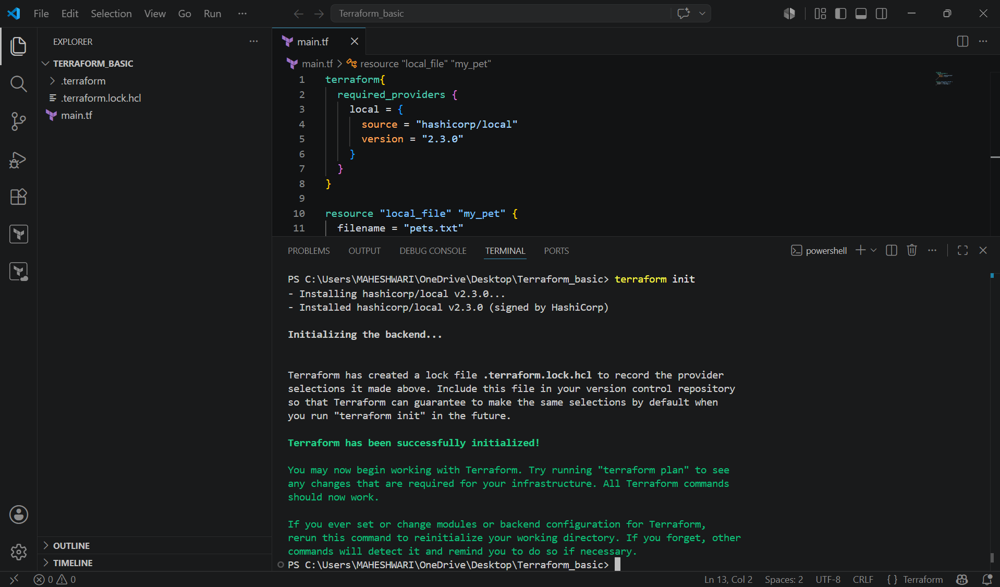 File Edit Selection View Go Run ... Terraform_basic
EXPLORER
TERRAFORM_BASIC
.terraform
.terraform.lock.hcl
main.tf
OUTLINE
TIMELINE
main.tf
main.tf > resource "local_file" "my_pet"
1 terraform{
2 required_providers {
3 local = {
4 source = "hashicorp/local"
5 version = "2.3.0"
6 }
7 }
8 }
9
10 resource "local_file" "my_pet" {
11 filename = "pets.txt"
PROBLEMS OUTPUT DEBUG CONSOLE TERMINAL PORTS powershell
PS C:\Users\MAHESHWARI\OneDrive\Desktop\Terraform_basic> terraform init
- Installing hashicorp/local v2.3.0...
- Installed hashicorp/local v2.3.0 (signed by HashiCorp)
Initializing the backend...
Terraform has created a lock file .terraform.lock.hcl to record the provider
selections it made above. Include this file in your version control repository
so that Terraform can guarantee to make the same selections by default when
you run "terraform init" in the future.
Terraform has been successfully initialized!
You may now begin working with Terraform. Try running "terraform plan" to see
any changes that are required for your infrastructure. All Terraform commands
should now work.
If you ever set or change modules or backend configuration for Terraform,
rerun this command to reinitialize your working directory. If you forget, other
commands will detect it and remind you to do so if necessary.
PS C:\Users\MAHESHWARI\OneDrive\Desktop\Terraform_basic>
0 0 Ln 13, Col 2 Spaces: 2 UTF-8 CRLF { } Terraform